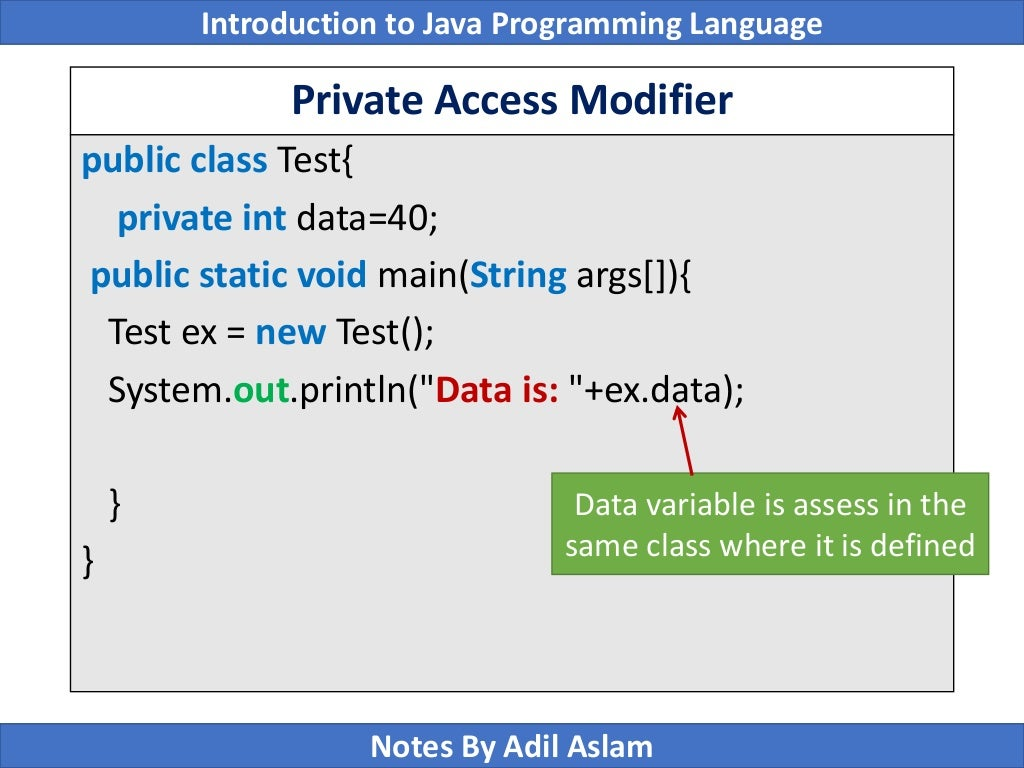 Introduction to Java Programming Language
Private Access Modifier
public class Test{
private int data=40;
public static void main(String args[]){
Test ex = new Test();
System.out.println("Data is: "+ex.data);
}
}
Data variable is assess in the
same class where it is defined
Notes By Adil Aslam